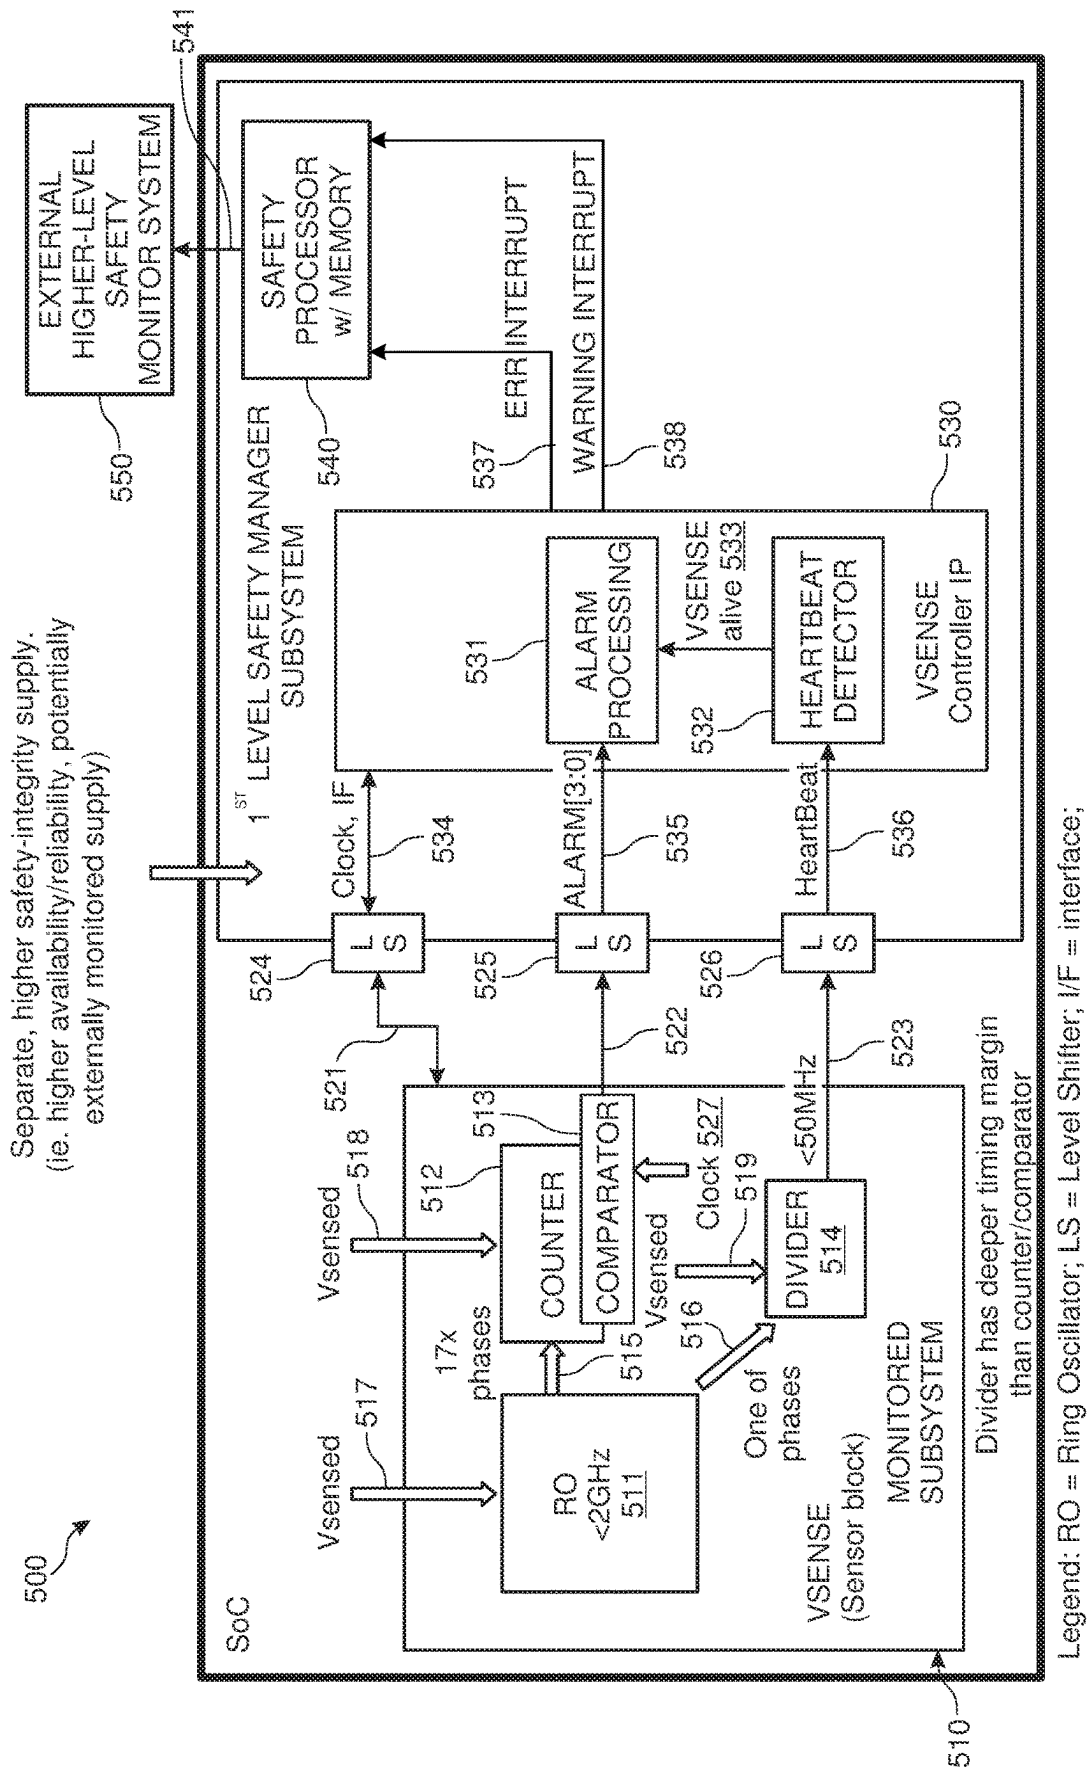 500
Separate, higher safety-integrity supply.
(ie. higher availability/reliability, potentially
externally monitored supply)
550
EXTERNAL
HIGHER-LEVEL
SAFETY
MONITOR SYSTEM
541
SoC
510
Vsensed
517
Vsensed
518
RO
<2GHz
511
17x
phases
515
COUNTER
512
COMPARATOR
513
Clock 527
Vsensed
519
516
One of
phases
DIVIDER
514
<50MHz
VSENSE
(Sensor block)
MONITORED
SUBSYSTEM
Divider has deeper timing margin
than counter/comparator
521
522
523
524
L
S
525
L
S
526
L
S
1ST LEVEL SAFETY MANAGER
SUBSYSTEM
Clock, IF
534
ALARM[3:0]
535
HeartBeat
536
531
ALARM
PROCESSING
VSENSE
alive 533
532
HEARTBEAT
DETECTOR
VSENSE
Controller IP
530
537
ERR INTERRUPT
WARNING INTERRUPT
538
540
SAFETY
PROCESSOR
w/ MEMORY
Legend: RO = Ring Oscillator; LS = Level Shifter; I/F = interface;